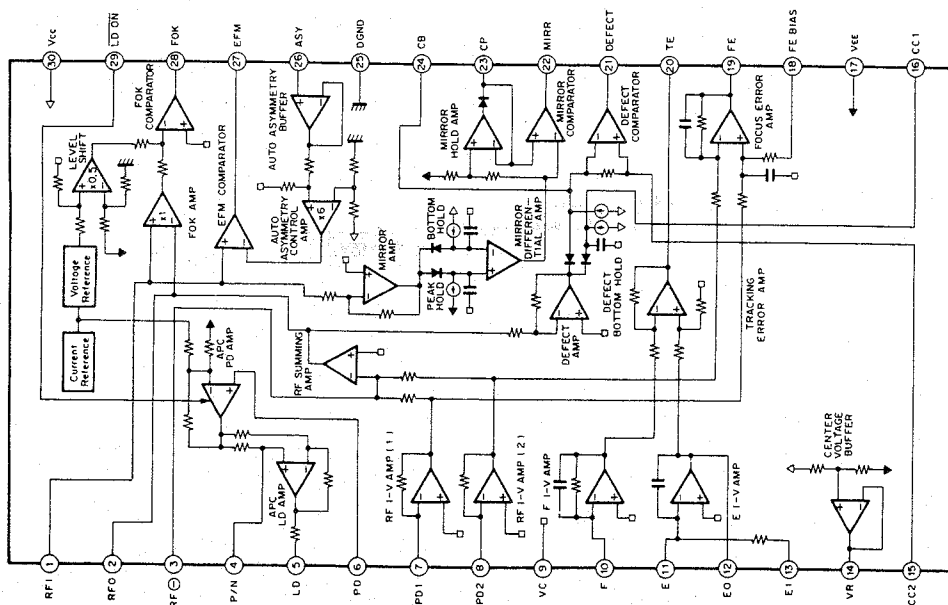 30 Vcc
29 LD ON
28 FOK
27 EFM
26 ASY
25 DGND
24 CB
23 CP
22 MIRR
21 DEFECT
20 TE
19 FE
18 FE BIAS
17 VEE
16 CC1
FOK
COMPARATOR
LEVEL
SHIFT
×0.5
×1
FOK AMP
EFM COMPARATOR
AUTO ASYMMETRY
BUFFER
AUTO
ASYMMETRY
CONTROL
AMP
×6
MIRROR
HOLD AMP
MIRROR
COMPARATOR
DEFECT
COMPARATOR
FOCUS ERROR
AMP
Voltage
Reference
Current
Reference
MIRROR
AMP
BOTTOM
HOLD
PEAK
HOLD
MIRROR
DIFFEREN-
TIAL AMP
DEFECT
AMP
DEFECT
BOTTOM HOLD
TRACKING
ERROR AMP
APC
PD AMP
RF SUMMING
AMP
APC
LD AMP
RF I-V AMP (1)
RF I-V AMP (2)
F I-V AMP
E I-V AMP
CENTER
VOLTAGE
BUFFER
RFI 1
RFO 2
RF⊖ 3
P/N 4
LD 5
PD 6
PD1 7
PD2 8
VC 9
F 10
E 11
EO 12
EI 13
VR 14
CC2 15